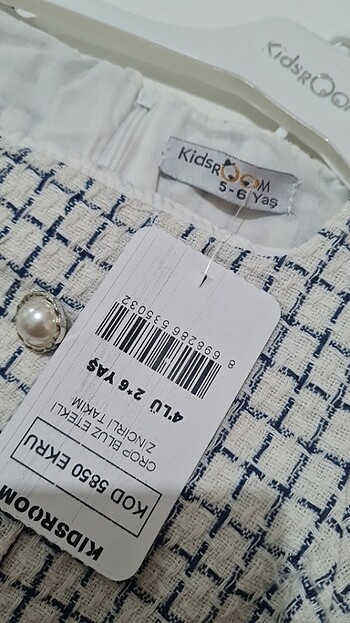 KidsROOM
KidsROOM
5-6 Yaş
KIDSROOM
KOD 5850 EKRU
CROP BLUZ ETEKLİ
ZİNCİRLİ TAKIM
4'LÜ 2*6 YAŞ
8 698286 535032